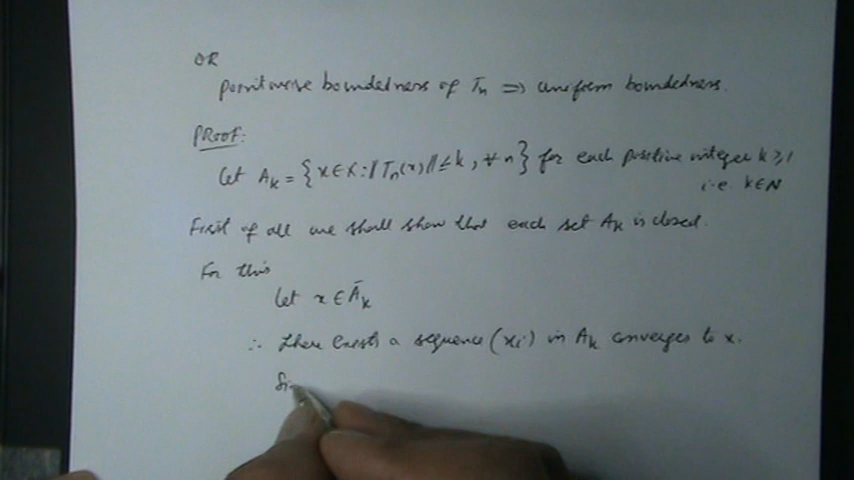 OR
pointwise boundedness of Tn ⇒ uniform boundedness.
PROOF:
Let Ak = {x ∈ X : ||Tn(x)|| ≤ k, ∀ n} for each positive integer k ≥ 1
i.e. k ∈ N
First of all we shall show that each set Ak is closed.
For this
Let x ∈ Āk
∴ there exists a sequence (xi) in Ak converges to x.
Si